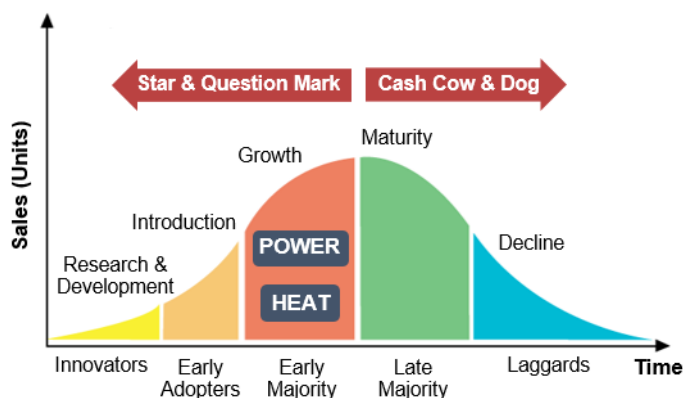 Star & Question Mark
Cash Cow & Dog
Maturity
Growth
Introduction
Sales (Units)
POWER
Decline
Research &
Development
HEAT
Innovators
Early
Adopters
Early
Majority
Late
Majority
Laggards
Time